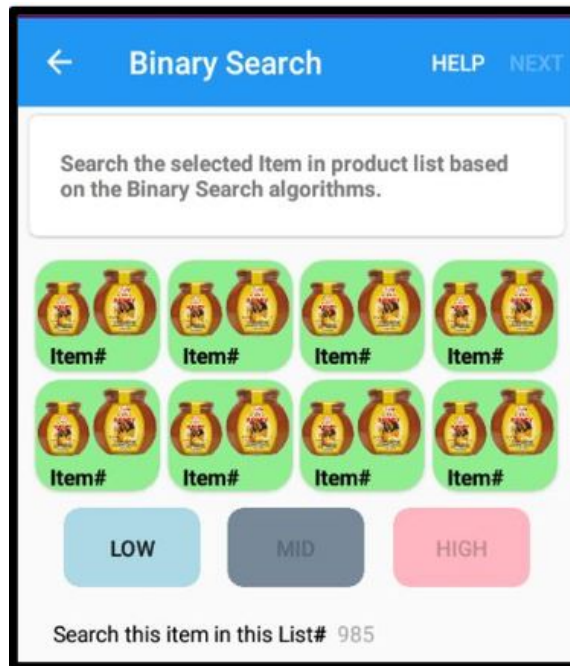 Binary Search HELP NEXT
Search the selected Item in product list based
on the Binary Search algorithms.
Item# Item# Item# Item#
Item# Item# Item# Item#
LOW MID HIGH
Search this item in this List# 985